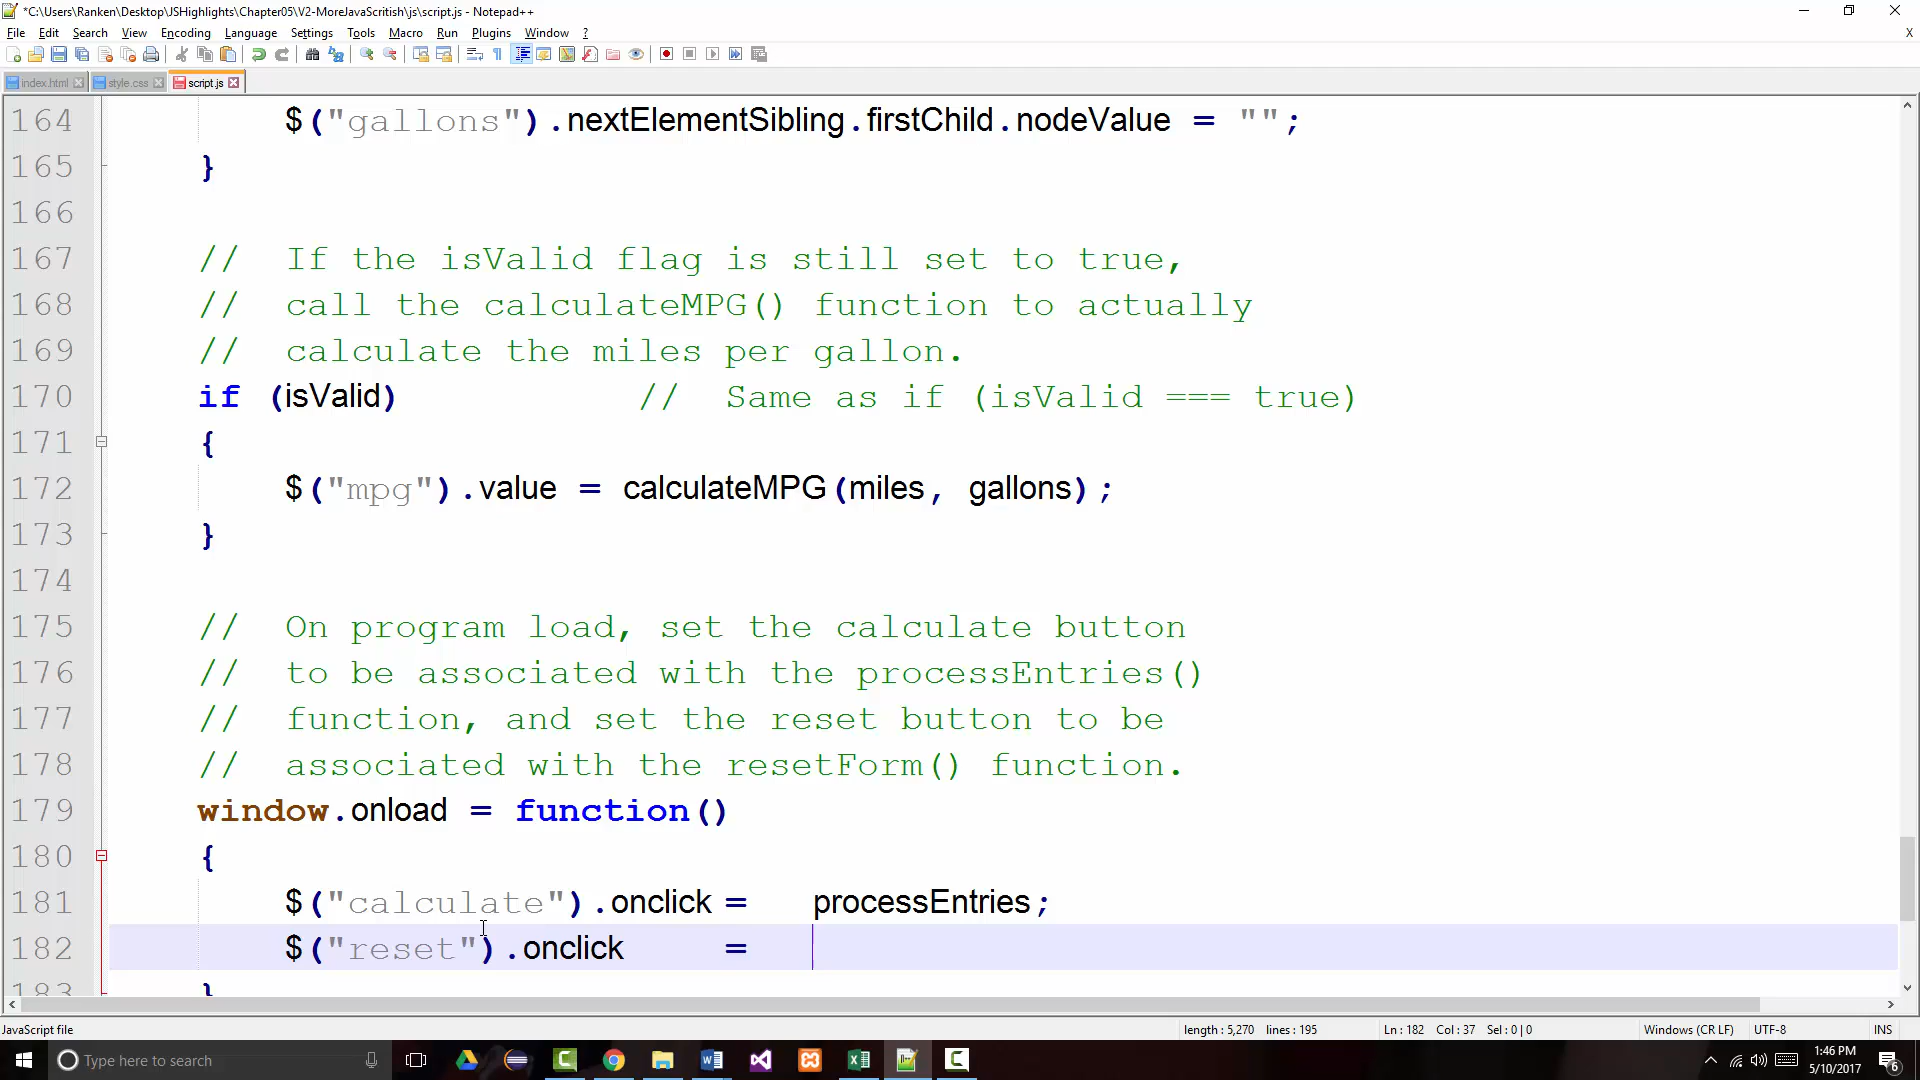 *C:\Users\Ranken\Desktop\JSHighlights\Chapter05\V2-MoreJavaScritish\js\script.js - Notepad++
File Edit Search View Encoding Language Settings Tools Macro Run Plugins Window ? X
index.html style.css script.js
164 $("gallons").nextElementSibling.firstChild.nodeValue = "";
165 }
166
167 // If the isValid flag is still set to true,
168 // call the calculateMPG() function to actually
169 // calculate the miles per gallon.
170 if (isValid) // Same as if (isValid === true)
171 {
172 $("mpg").value = calculateMPG(miles, gallons);
173 }
174
175 // On program load, set the calculate button
176 // to be associated with the processEntries()
177 // function, and set the reset button to be
178 // associated with the resetForm() function.
179 window.onload = function()
180 {
181 $("calculate").onclick = processEntries;
182 $("reset").onclick =
183 }
JavaScript file length : 5,270 lines : 195 Ln : 182 Col : 37 Sel : 0 | 0 Windows (CR LF) UTF-8 INS
Type here to search
1:46 PM
5/10/2017
6